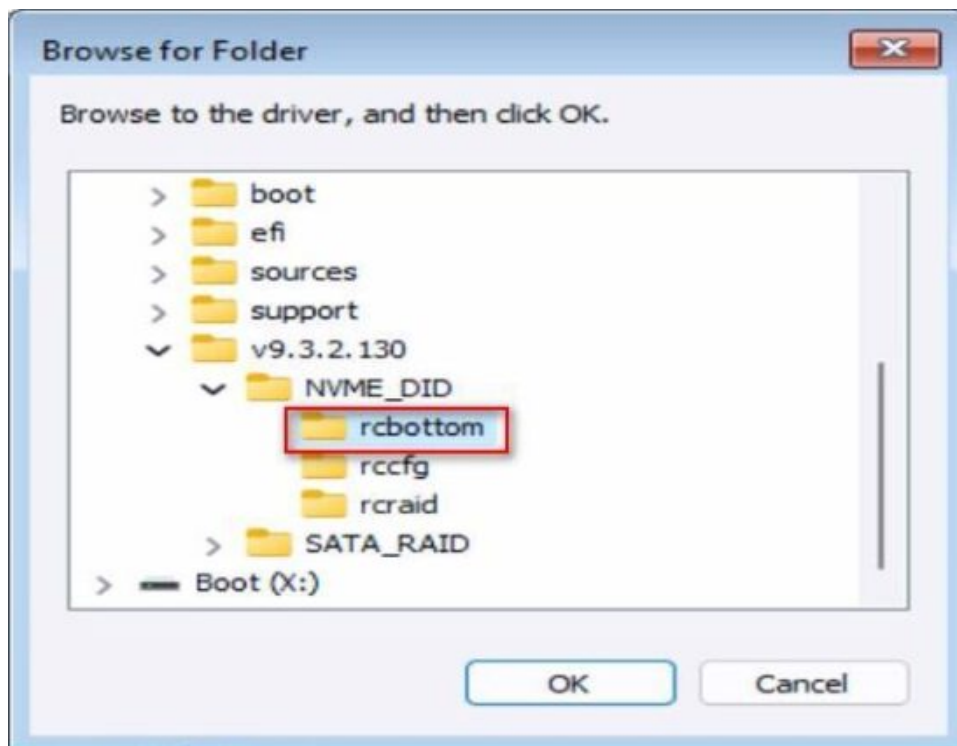 Browse for Folder
Browse to the driver, and then click OK.
boot
efi
sources
support
v9.3.2.130
NVME_DID
rcbottom
rccfg
rcraid
SATA_RAID
Boot (X:)
OK
Cancel